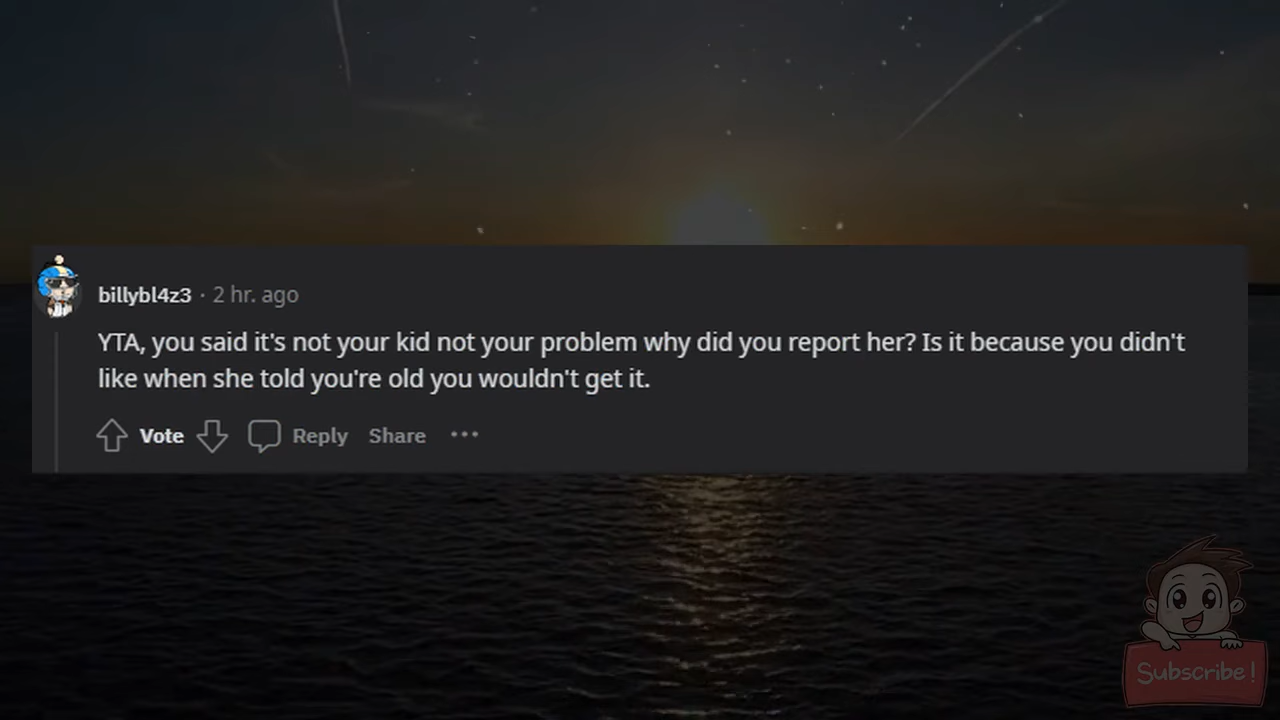 billybl4z3 · 2 hr. ago
YTA, you said it's not your kid not your problem why did you report her? Is it because you didn't
like when she told you're old you wouldn't get it.
Vote Reply Share •••
Subscribe!